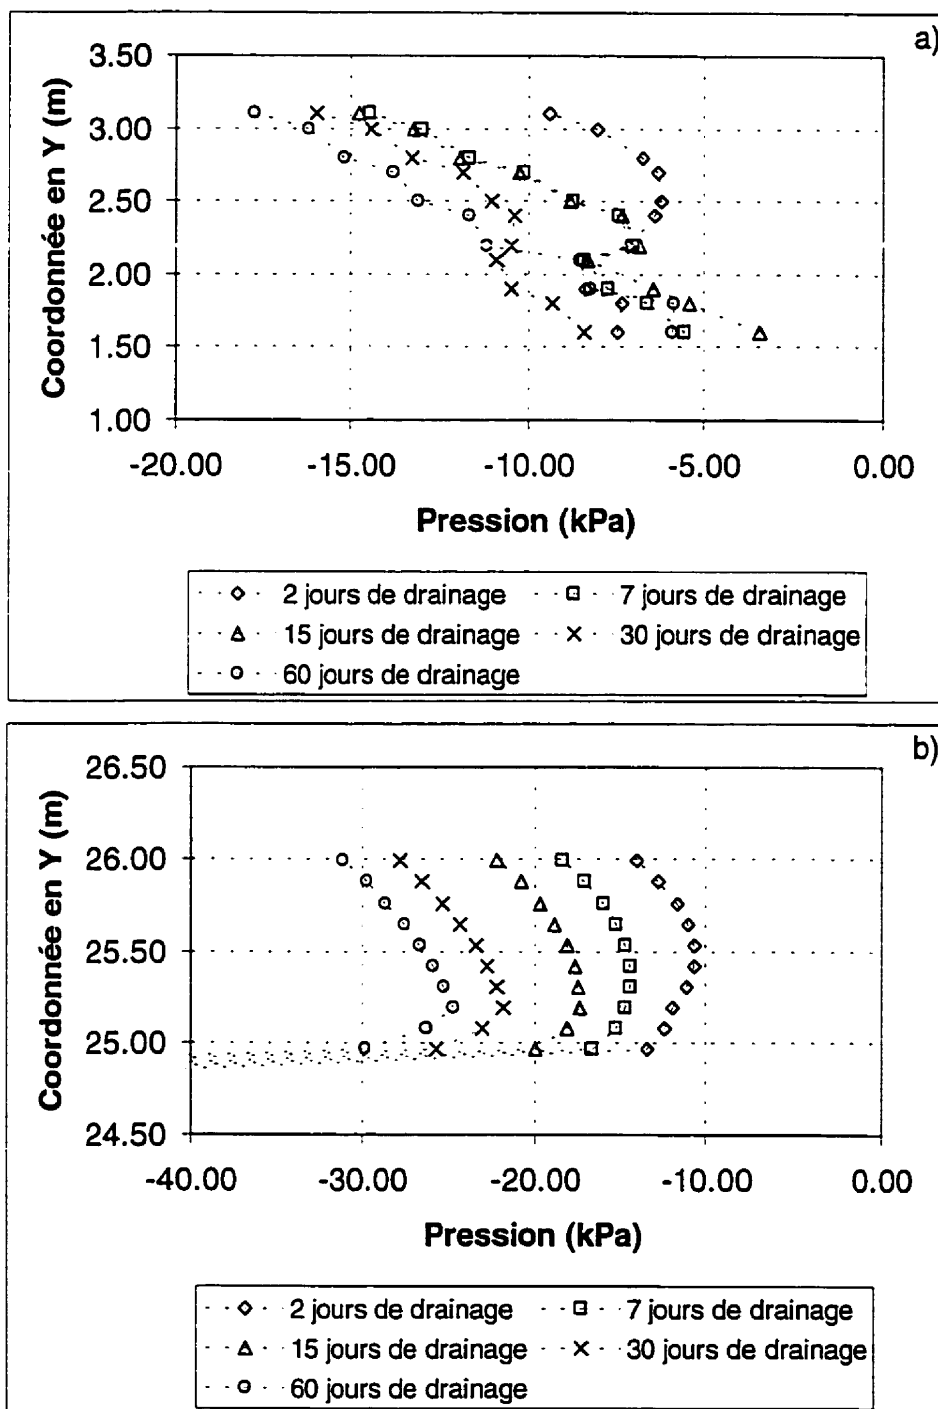 a)
Coordonnée en Y (m)
3.50
3.00
2.50
2.00
1.50
1.00
-20.00 -15.00 -10.00 -5.00 0.00
Pression (kPa)
2 jours de drainage 7 jours de drainage
15 jours de drainage 30 jours de drainage
60 jours de drainage
b)
Coordonnée en Y (m)
26.50
26.00
25.50
25.00
24.50
-40.00 -30.00 -20.00 -10.00 0.00
Pression (kPa)
2 jours de drainage 7 jours de drainage
15 jours de drainage 30 jours de drainage
60 jours de drainage